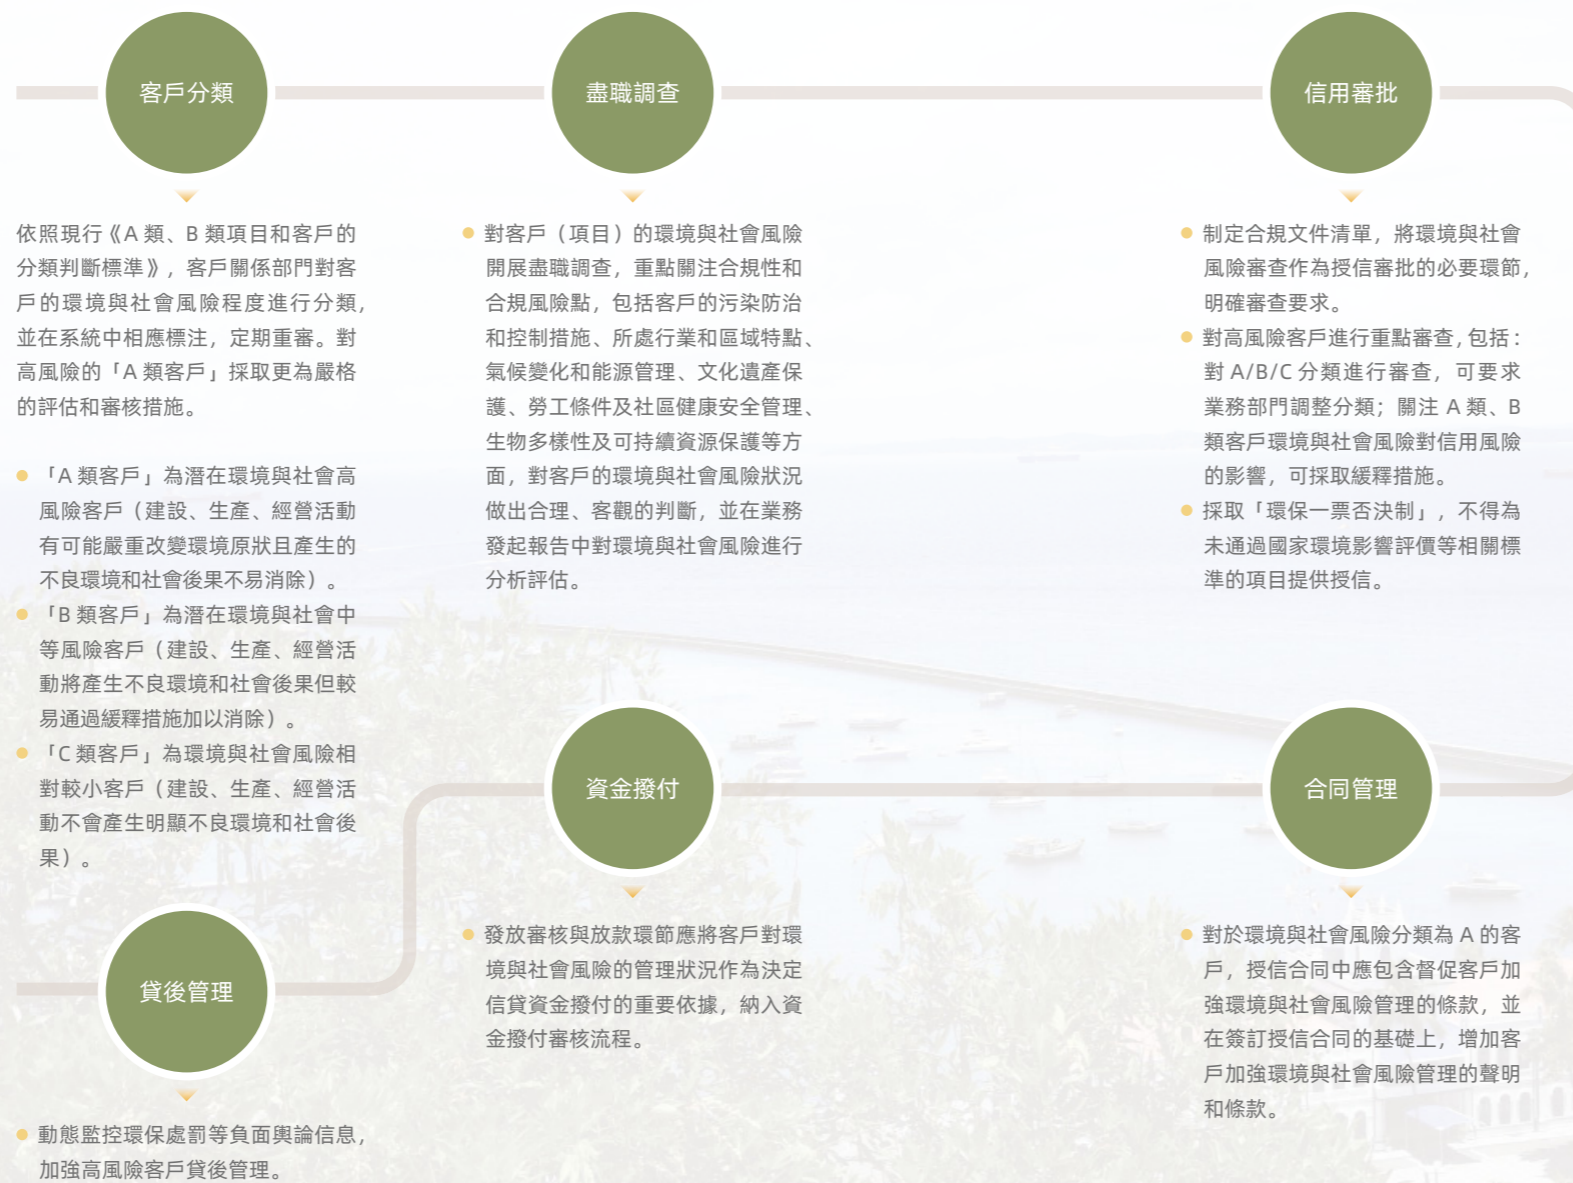 客戶分類
依照現行《A 類、B 類項目和客戶的
分類判斷標準》，客戶關係部門對客
戶的環境與社會風險程度進行分類，
並在系統中相應標注，定期重審。對
高風險的「A 類客戶」採取更為嚴格
的評估和審核措施。
「A 類客戶」為潛在環境與社會高
風險客戶（建設、生產、經營活動
有可能嚴重改變環境原狀且產生的
不良環境和社會後果不易消除）。
「B 類客戶」為潛在環境與社會中
等風險客戶（建設、生產、經營活
動將產生不良環境和社會後果但較
易通過緩釋措施加以消除）。
「C 類客戶」為環境與社會風險相
對較小客戶（建設、生產、經營活
動不會產生明顯不良環境和社會後
果）。
盡職調查
對客戶（項目）的環境與社會風險
開展盡職調查，重點關注合規性和
合規風險點，包括客戶的污染防治
和控制措施、所處行業和區域特點、
氣候變化和能源管理、文化遺產保
護、勞工條件及社區健康安全管理、
生物多樣性及可持續資源保護等方
面，對客戶的環境與社會風險狀況
做出合理、客觀的判斷，並在業務
發起報告中對環境與社會風險進行
分析評估。
信用審批
制定合規文件清單，將環境與社會
風險審查作為授信審批的必要環節，
明確審查要求。
對高風險客戶進行重點審查，包括：
對 A/B/C 分類進行審查，可要求
業務部門調整分類；關注 A 類、B
類客戶環境與社會風險對信用風險
的影響，可採取緩釋措施。
採取「環保一票否決制」，不得為
未通過國家環境影響評價等相關標
準的項目提供授信。
合同管理
對於環境與社會風險分類為 A 的客
戶，授信合同中應包含督促客戶加
強環境與社會風險管理的條款，並
在簽訂授信合同的基礎上，增加客
戶加強環境與社會風險管理的聲明
和條款。
資金撥付
發放審核與放款環節應將客戶對環
境與社會風險的管理狀況作為決定
信貸資金撥付的重要依據，納入資
金撥付審核流程。
貸後管理
動態監控環保處罰等負面輿論信息，
加強高風險客戶貸後管理。